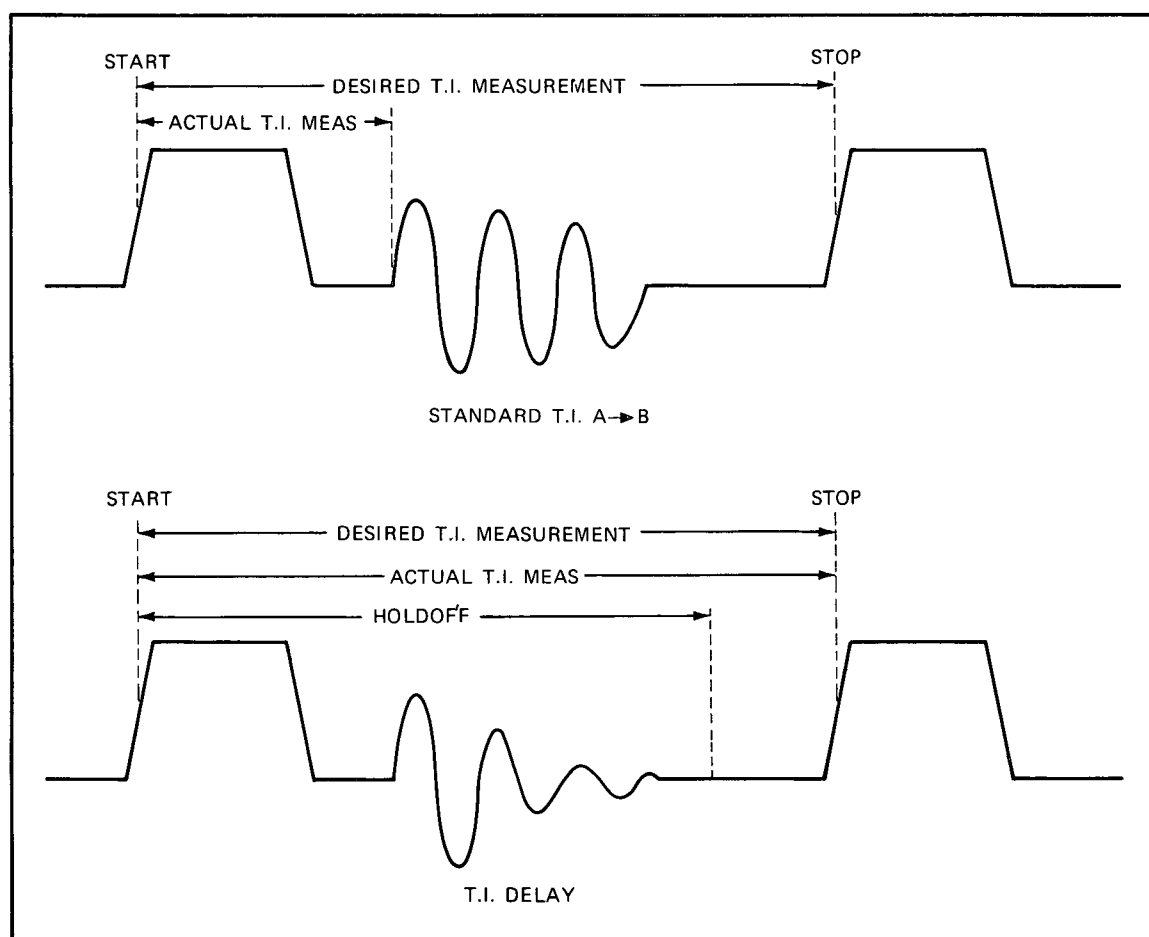 START
STOP
DESIRED T.I. MEASUREMENT
ACTUAL T.I. MEAS
STANDARD T.I. A→B
START
STOP
DESIRED T.I. MEASUREMENT
ACTUAL T.I. MEAS
HOLDOFF
T.I. DELAY